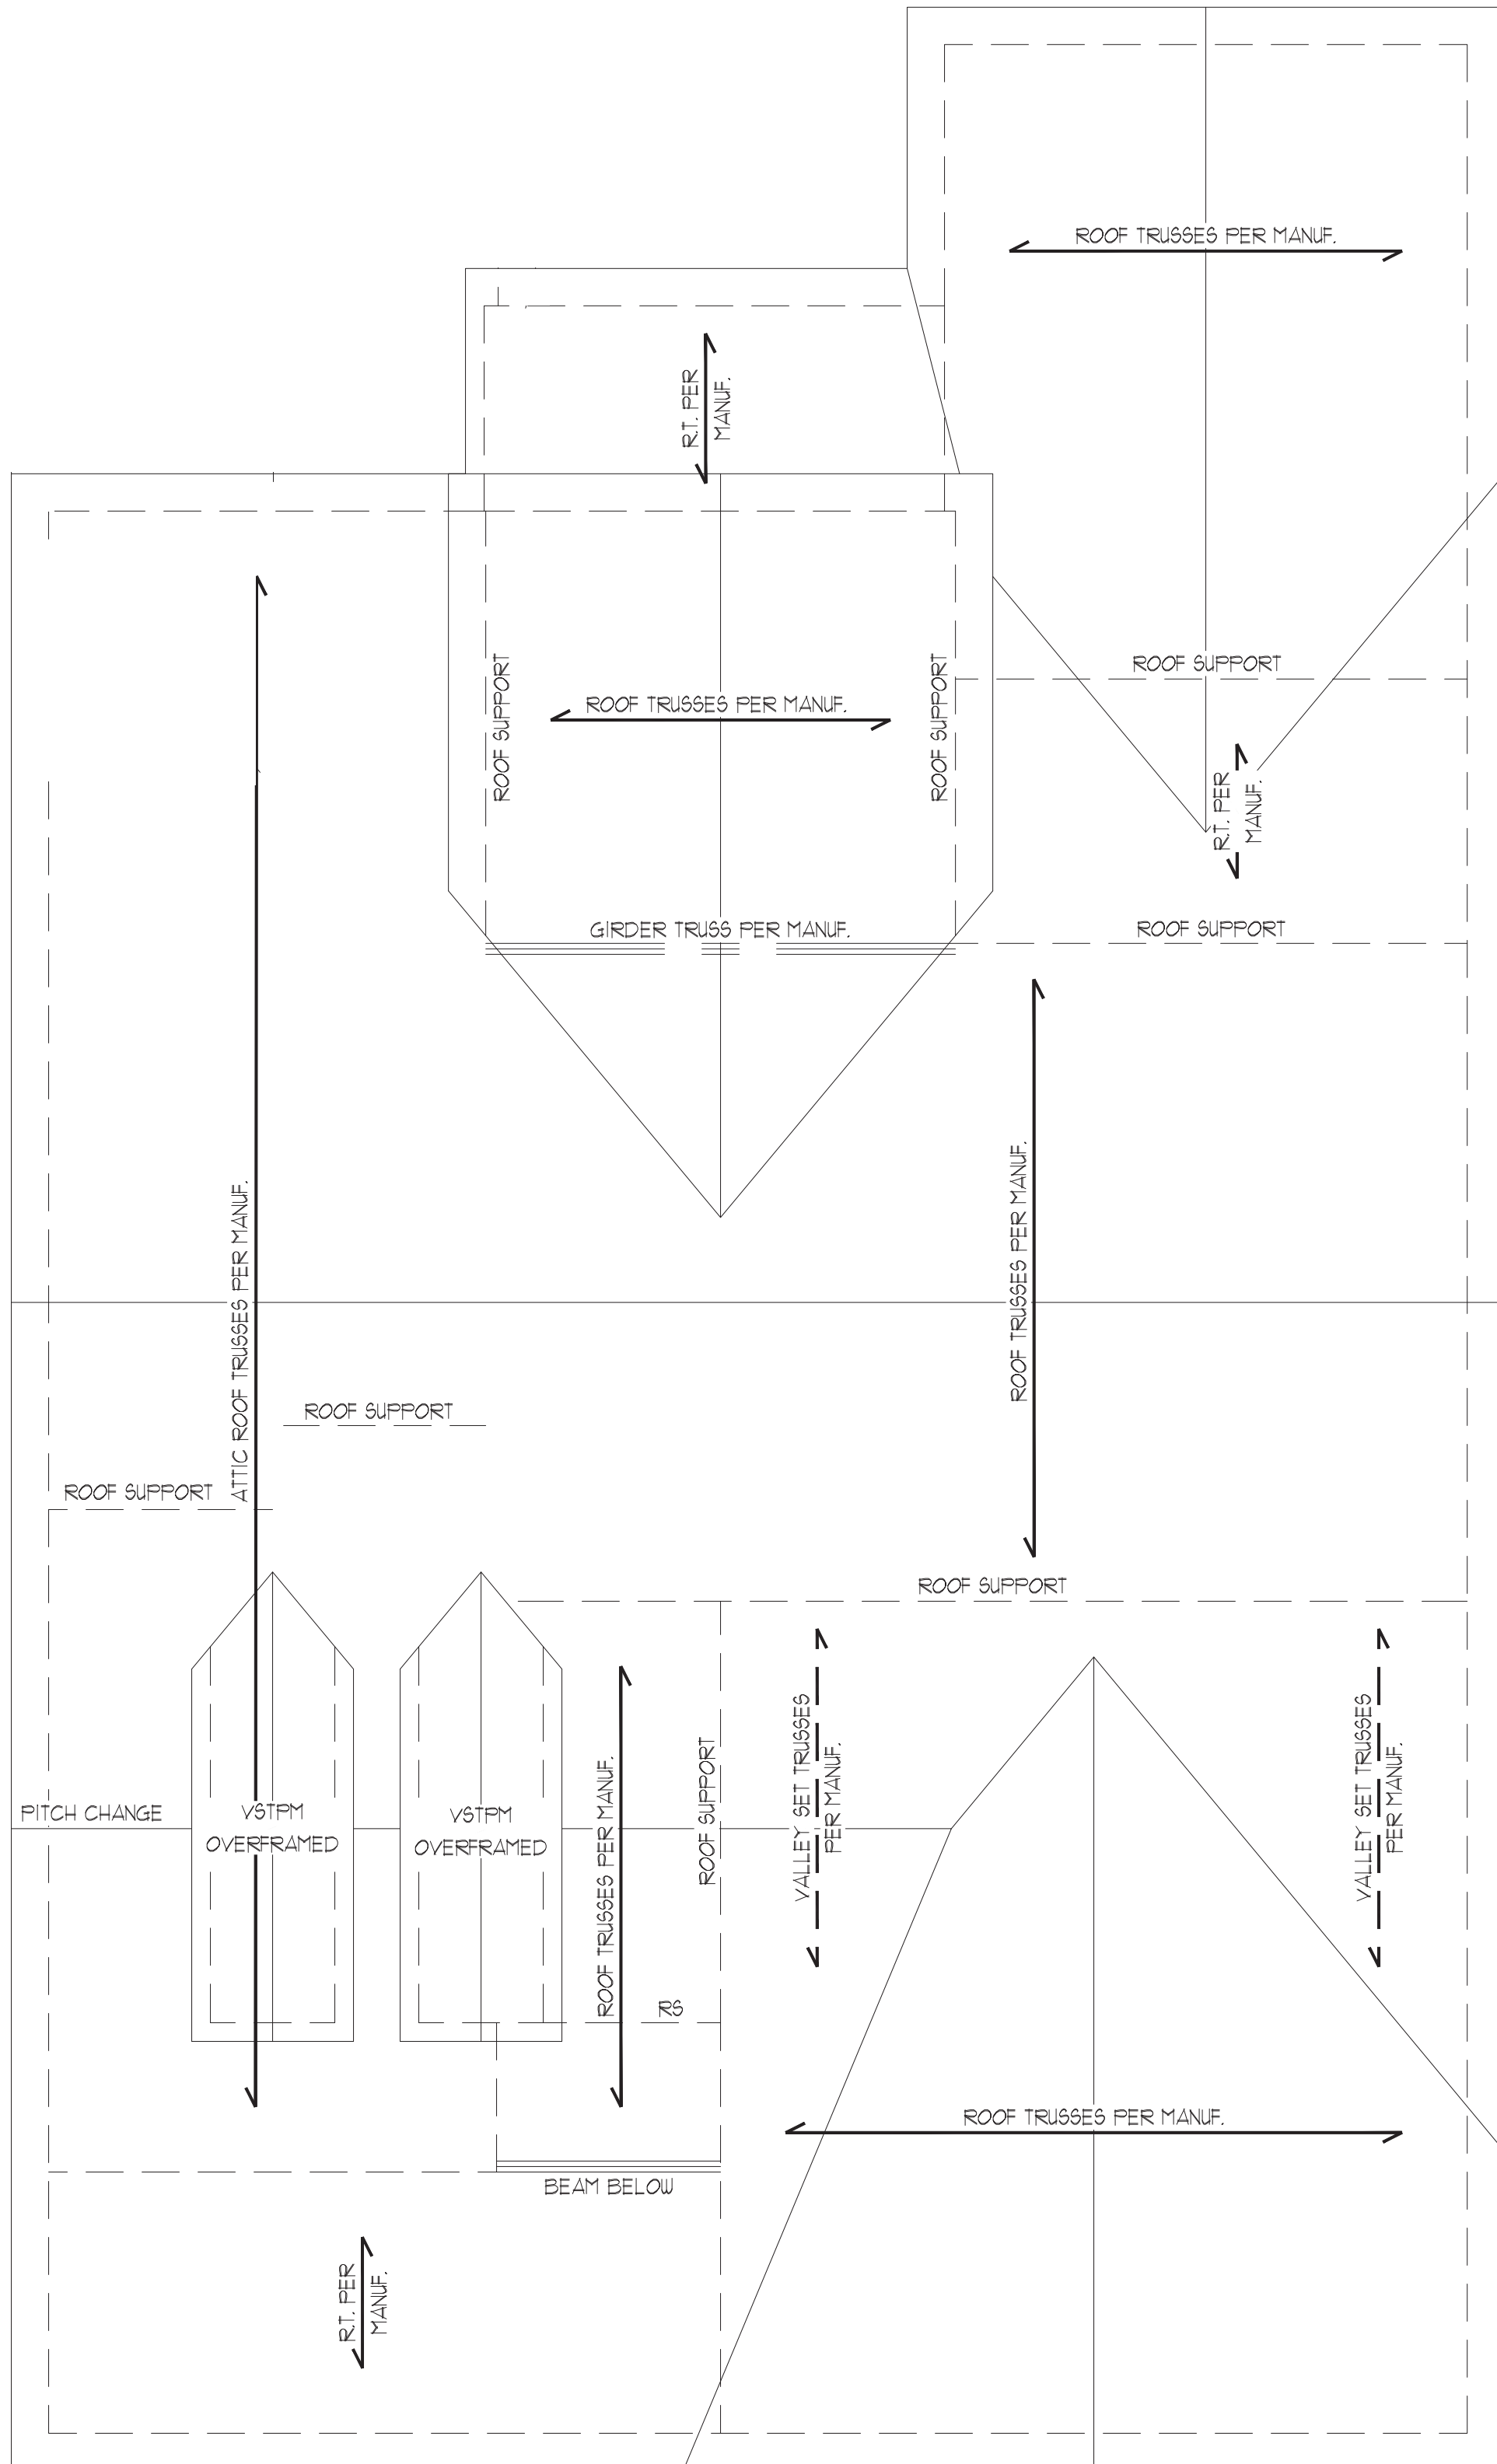 ROOF TRUSSES PER MANUF.
R.T. PER
MANUF.
ROOF SUPPORT
ROOF SUPPORT
ROOF SUPPORT
ROOF TRUSSES PER MANUF.
R.T. PER
MANUF.
GIRDER TRUSS PER MANUF.
ROOF SUPPORT
ATTIC ROOF TRUSSES PER MANUF.
ROOF TRUSSES PER MANUF.
ROOF SUPPORT
ROOF SUPPORT
ROOF SUPPORT
PITCH CHANGE
VSTPM
OVERFRAMED
VSTPM
OVERFRAMED
ROOF TRUSSES PER MANUF.
ROOF SUPPORT
VALLEY SET TRUSSES
PER MANUF.
VALLEY SET TRUSSES
PER MANUF.
RS
ROOF TRUSSES PER MANUF.
BEAM BELOW
R.T. PER
MANUF.